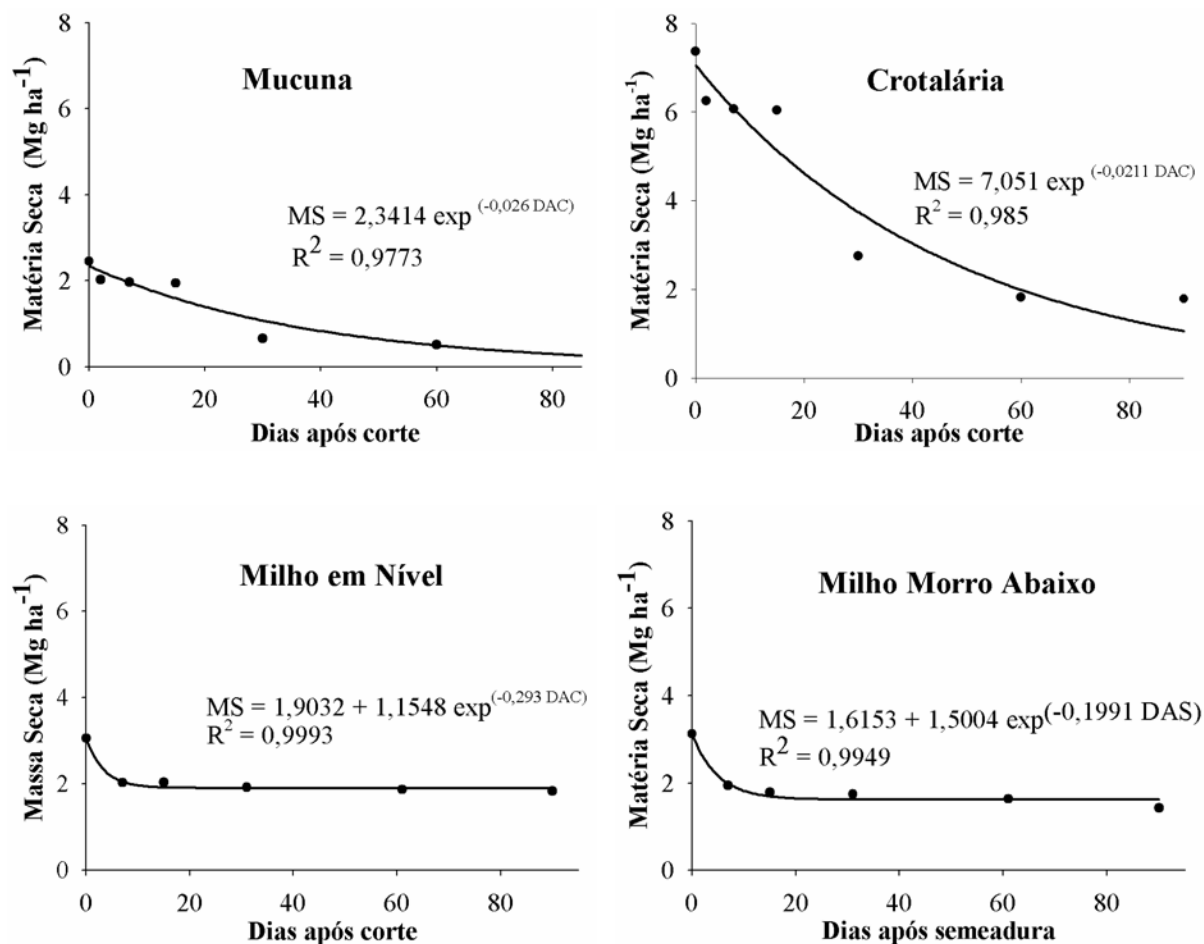 Mucuna
Matéria Seca (Mg ha⁻¹)
8
6
4
2
0
MS = 2,3414 exp (-0,026 DAC)
R² = 0,9773
0 20 40 60 80
Dias após corte
Crotalária
Matéria Seca (Mg ha⁻¹)
8
6
4
2
0
MS = 7,051 exp (-0,0211 DAC)
R² = 0,985
0 20 40 60 80
Dias após corte
Milho em Nível
Massa Seca (Mg ha⁻¹)
8
6
4
2
0
MS = 1,9032 + 1,1548 exp(-0,293 DAC)
R² = 0,9993
0 20 40 60 80
Dias após corte
Milho Morro Abaixo
Matéria Seca (Mg ha⁻¹)
8
6
4
2
0
MS = 1,6153 + 1,5004 exp(-0,1991 DAS)
R² = 0,9949
0 20 40 60 80
Dias após semeadura